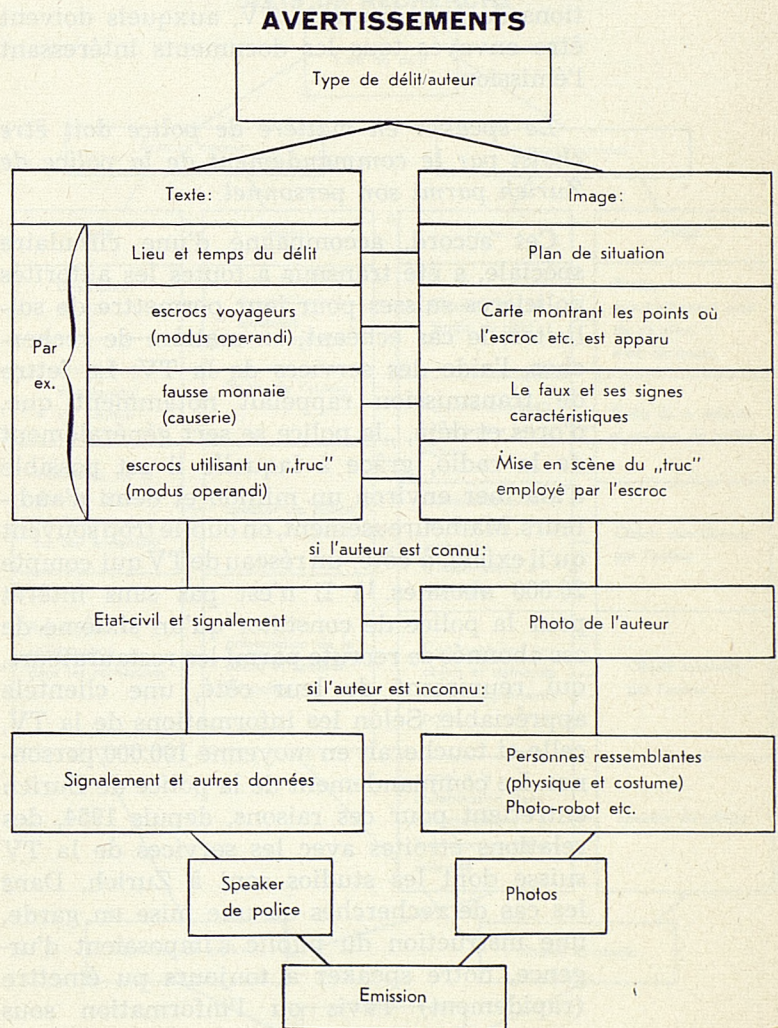 AVERTISSEMENTS
Type de délit/auteur
Texte:
Image:
Par
ex.
Lieu et temps du délit
Plan de situation
escrocs voyageurs
(modus operandi)
Carte montrant les points où
l'escroc etc. est apparu
fausse monnaie
(causerie)
Le faux et ses signes
caractéristiques
escrocs utilisant un „truc"
(modus operandi)
Mise en scène du „truc"
employé par l'escroc
si l'auteur est connu:
Etat-civil et signalement
Photo de l'auteur
si l'auteur est inconnu:
Signalement et autres données
Personnes ressemblantes
(physique et costume)
Photo-robot etc.
Speaker
de police
Photos
Emission